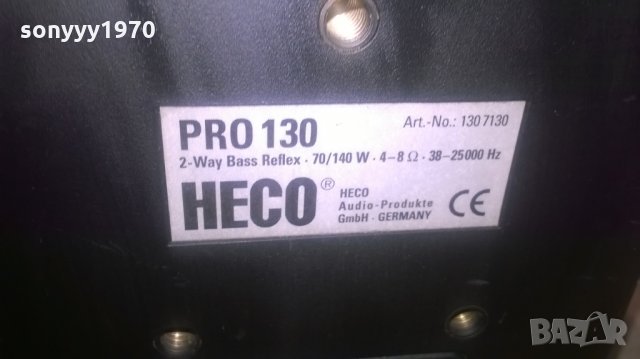 sonyyy1970
PRO 130 Art.-No.: 130 7130
2-Way Bass Reflex · 70/140 W · 4–8 Ω · 38–25000 Hz
HECO®
HECO
Audio-Produkte
GmbH · GERMANY
CE
BAZAR